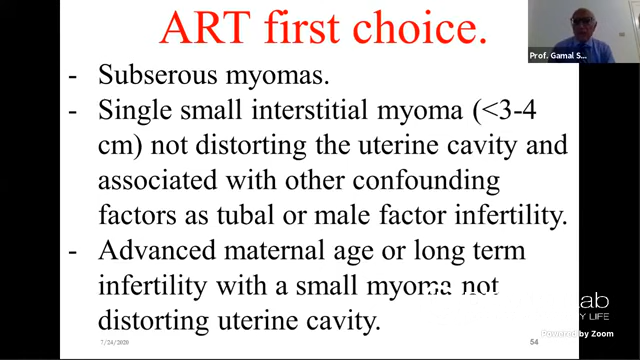 ART first choice.
Prof. Gamal S...
- Subserous myomas.
- Single small interstitial myoma (<3-4
cm) not distorting the uterine cavity and
associated with other confounding
factors as tubal or male factor infertility.
- Advanced maternal age or long term
infertility with a small myoma not
distorting uterine cavity.
ab
Y LIFE
Powered by Zoom
7/24/2020
54